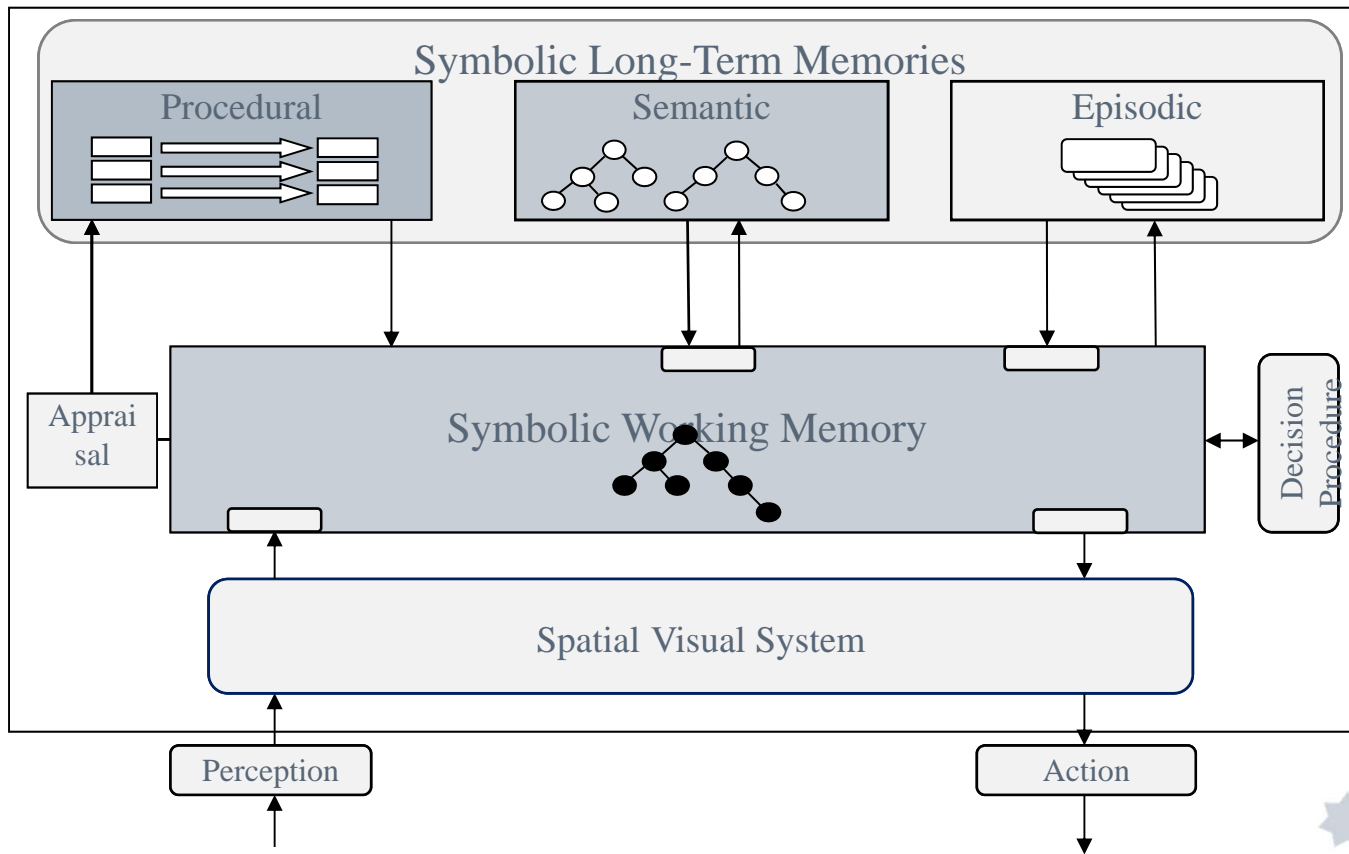 Symbolic Long-Term Memories
Procedural
Semantic
Episodic
Apprai
sal
Symbolic Working Memory
Decision
Procedure
Spatial Visual System
Perception
Action